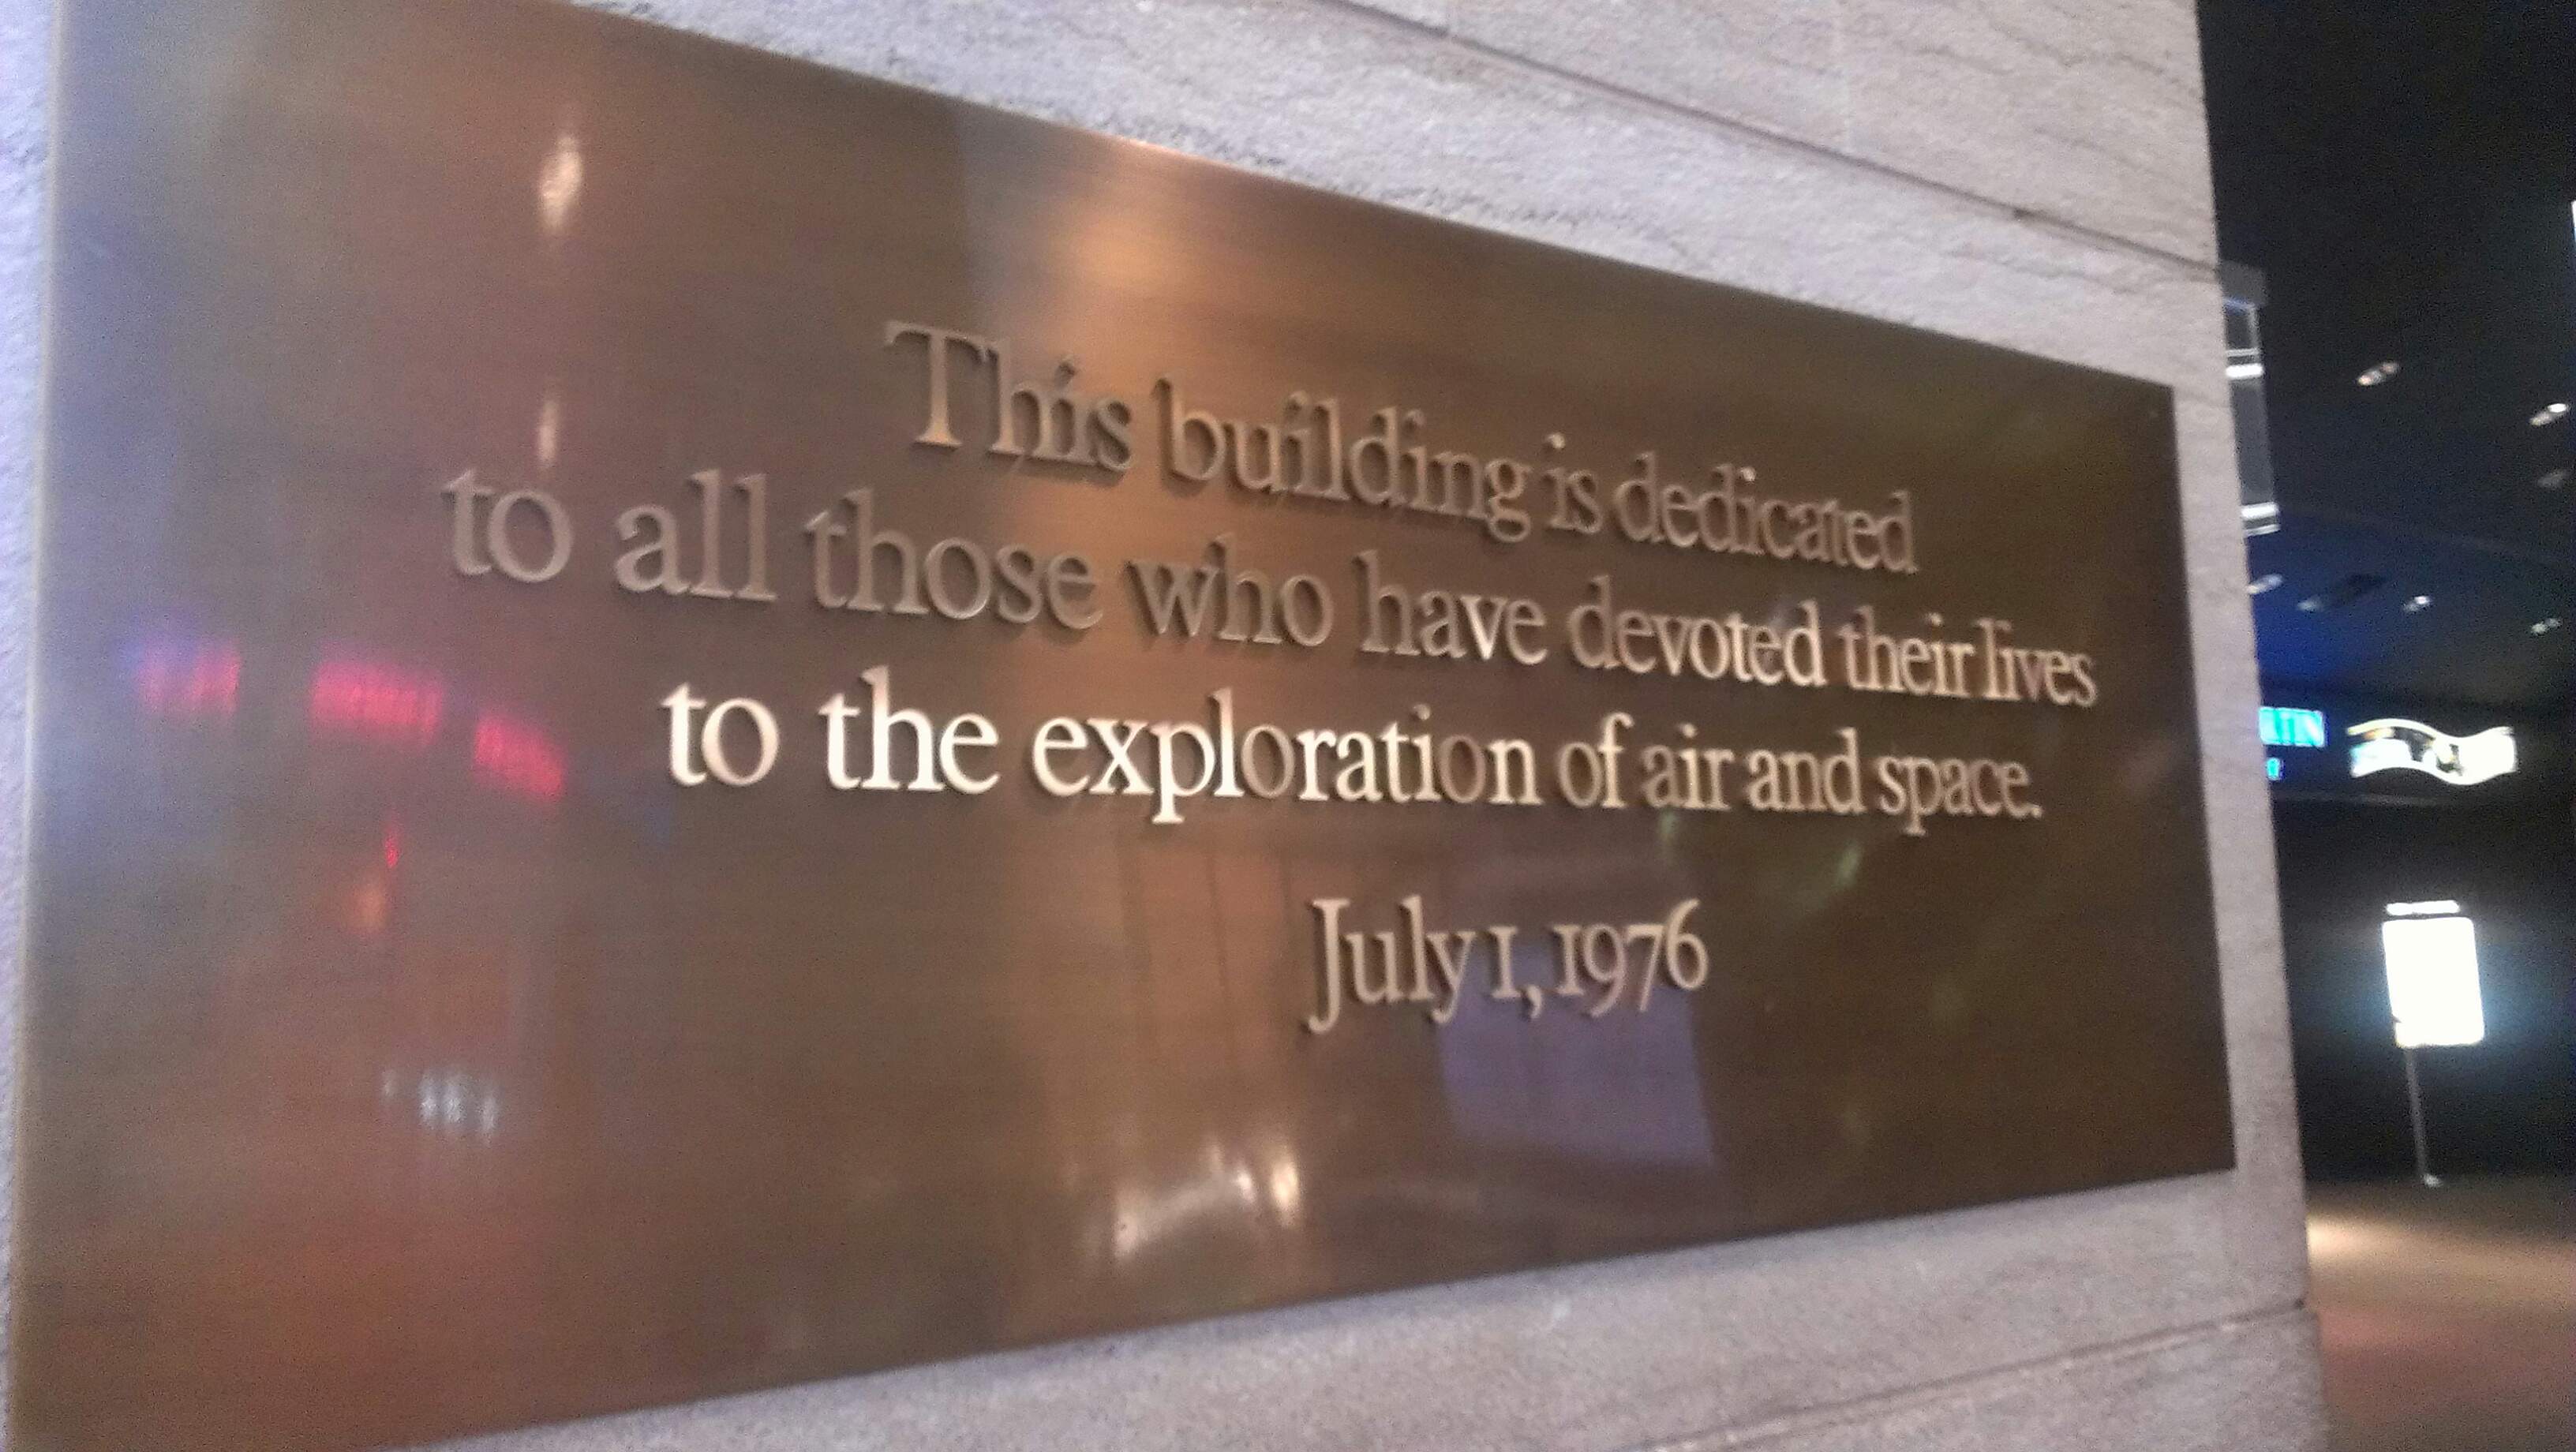 This building is dedicated
to all those who have devoted their lives
to the exploration of air and space.
July 1, 1976